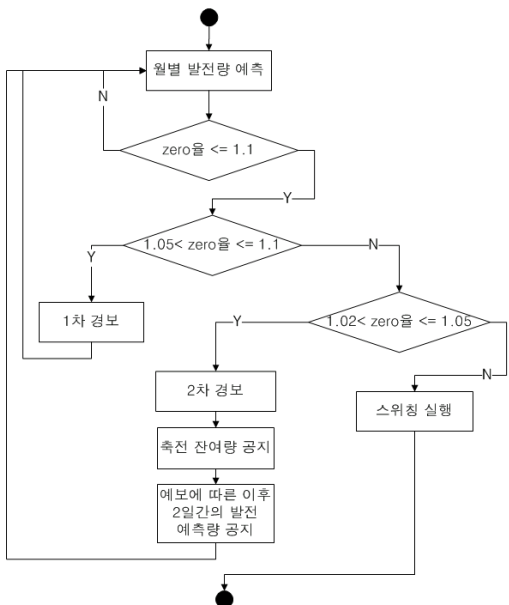 월별 발전량 예측
N
zero율 <= 1.1
Y
1.05< zero율 <= 1.1
Y
N
1차 경보
1.02< zero율 <= 1.05
Y
N
2차 경보
스위칭 실행
축전 잔여량 공지
예보에 따른 이후
2일간의 발전
예측량 공지